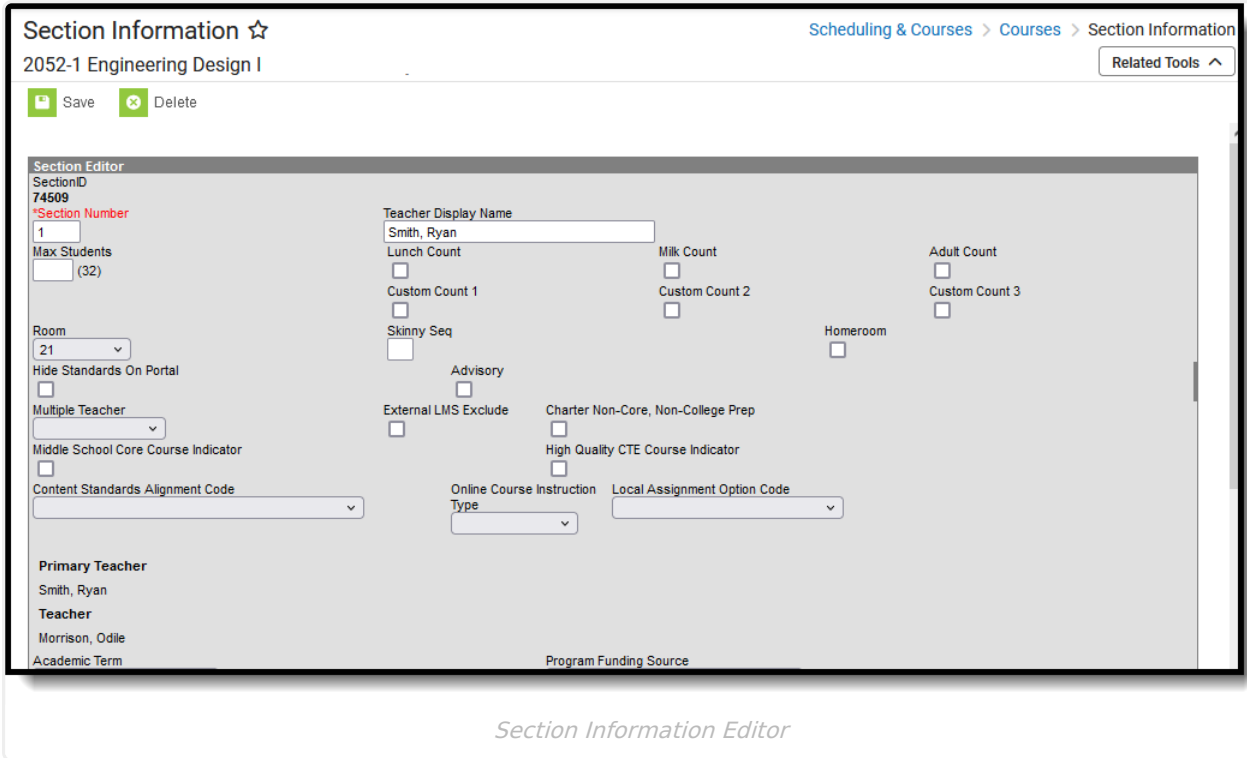 Section Information
Scheduling & Courses > Courses > Section Information
2052-1 Engineering Design I
Related Tools
Save Delete
Section Editor
SectionID
74509
*Section Number Teacher Display Name
1 Smith, Ryan
Max Students Lunch Count Milk Count Adult Count
(32)
Custom Count 1 Custom Count 2 Custom Count 3
Room Skinny Seq Homeroom
21
Hide Standards On Portal Advisory
Multiple Teacher External LMS Exclude Charter Non-Core, Non-College Prep
Middle School Core Course Indicator High Quality CTE Course Indicator
Content Standards Alignment Code Online Course Instruction Local Assignment Option Code
Type
Primary Teacher
Smith, Ryan
Teacher
Morrison, Odile
Academic Term Program Funding Source
Section Information Editor